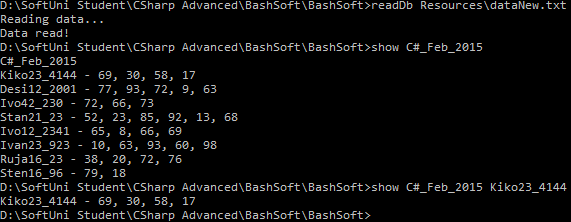 D:\SoftUni Student\CSharp Advanced\BashSoft\BashSoft>readDb Resources\dataNew.txt
Reading data...
Data read!
D:\SoftUni Student\CSharp Advanced\BashSoft\BashSoft>show C#_Feb_2015
C#_Feb_2015
Kiko23_4144 - 69, 30, 58, 17
Desi12_2001 - 77, 93, 72, 9, 63
Ivo42_230 - 72, 66, 73
Stan21_23 - 52, 23, 85, 92, 13, 68
Ivo12_2341 - 65, 8, 66, 69
Ivan23_923 - 10, 63, 93, 60, 98
Ruja16_23 - 38, 20, 72, 76
Sten16_96 - 79, 18
D:\SoftUni Student\CSharp Advanced\BashSoft\BashSoft>show C#_Feb_2015 Kiko23_4144
Kiko23_4144 - 69, 30, 58, 17
D:\SoftUni Student\CSharp Advanced\BashSoft\BashSoft>